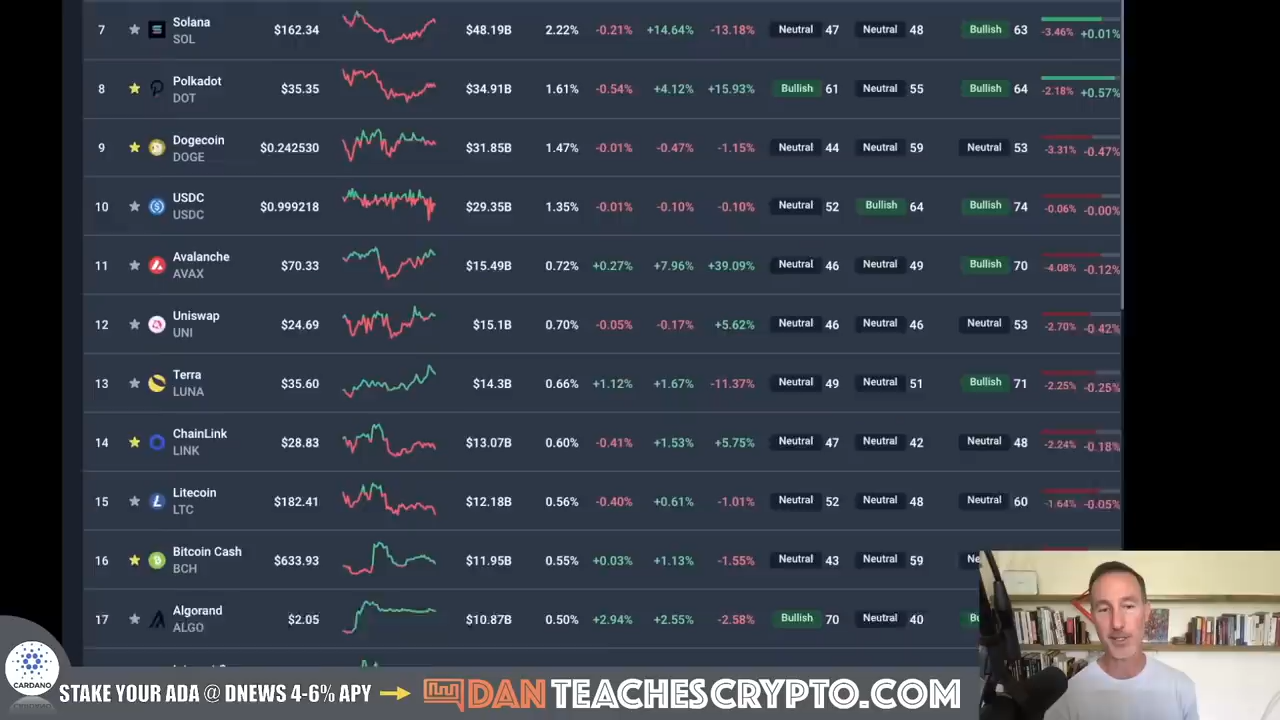 7 Solana SOL $162.34 $48.19B 2.22% -0.21% +14.64% -13.18% Neutral 47 Neutral 48 Bullish 63 -3.46% +0.01%
8 Polkadot DOT $35.35 $34.91B 1.61% -0.54% +4.12% +15.93% Bullish 61 Neutral 55 Bullish 64 -2.18% +0.57%
9 Dogecoin DOGE $0.242530 $31.85B 1.47% -0.01% -0.47% -1.15% Neutral 44 Neutral 59 Neutral 53 -3.31% -0.47%
10 USDC USDC $0.999218 $29.35B 1.35% -0.01% -0.10% -0.10% Neutral 52 Bullish 64 Bullish 74 -0.06% -0.00%
11 Avalanche AVAX $70.33 $15.49B 0.72% +0.27% +7.96% +39.09% Neutral 46 Neutral 49 Bullish 70 -4.08% -0.12%
12 Uniswap UNI $24.69 $15.1B 0.70% -0.05% -0.17% +5.62% Neutral 46 Neutral 46 Neutral 53 -2.70% -0.42%
13 Terra LUNA $35.60 $14.3B 0.66% +1.12% +1.67% -11.37% Neutral 49 Neutral 51 Bullish 71 -2.25% -0.25%
14 ChainLink LINK $28.83 $13.07B 0.60% -0.41% +1.53% +5.75% Neutral 47 Neutral 42 Neutral 48 -2.24% -0.18%
15 Litecoin LTC $182.41 $12.18B 0.56% -0.40% +0.61% -1.01% Neutral 52 Neutral 48 Neutral 60 -1.64% -0.05%
16 Bitcoin Cash BCH $633.93 $11.95B 0.55% +0.03% +1.13% -1.55% Neutral 43 Neutral 59 Ne
17 Algorand ALGO $2.05 $10.87B 0.50% +2.94% +2.55% -2.58% Bullish 70 Neutral 40
CARDANO
STAKE YOUR ADA @ DNEWS 4-6% APY
DAN TEACHESCRYPTO.COM